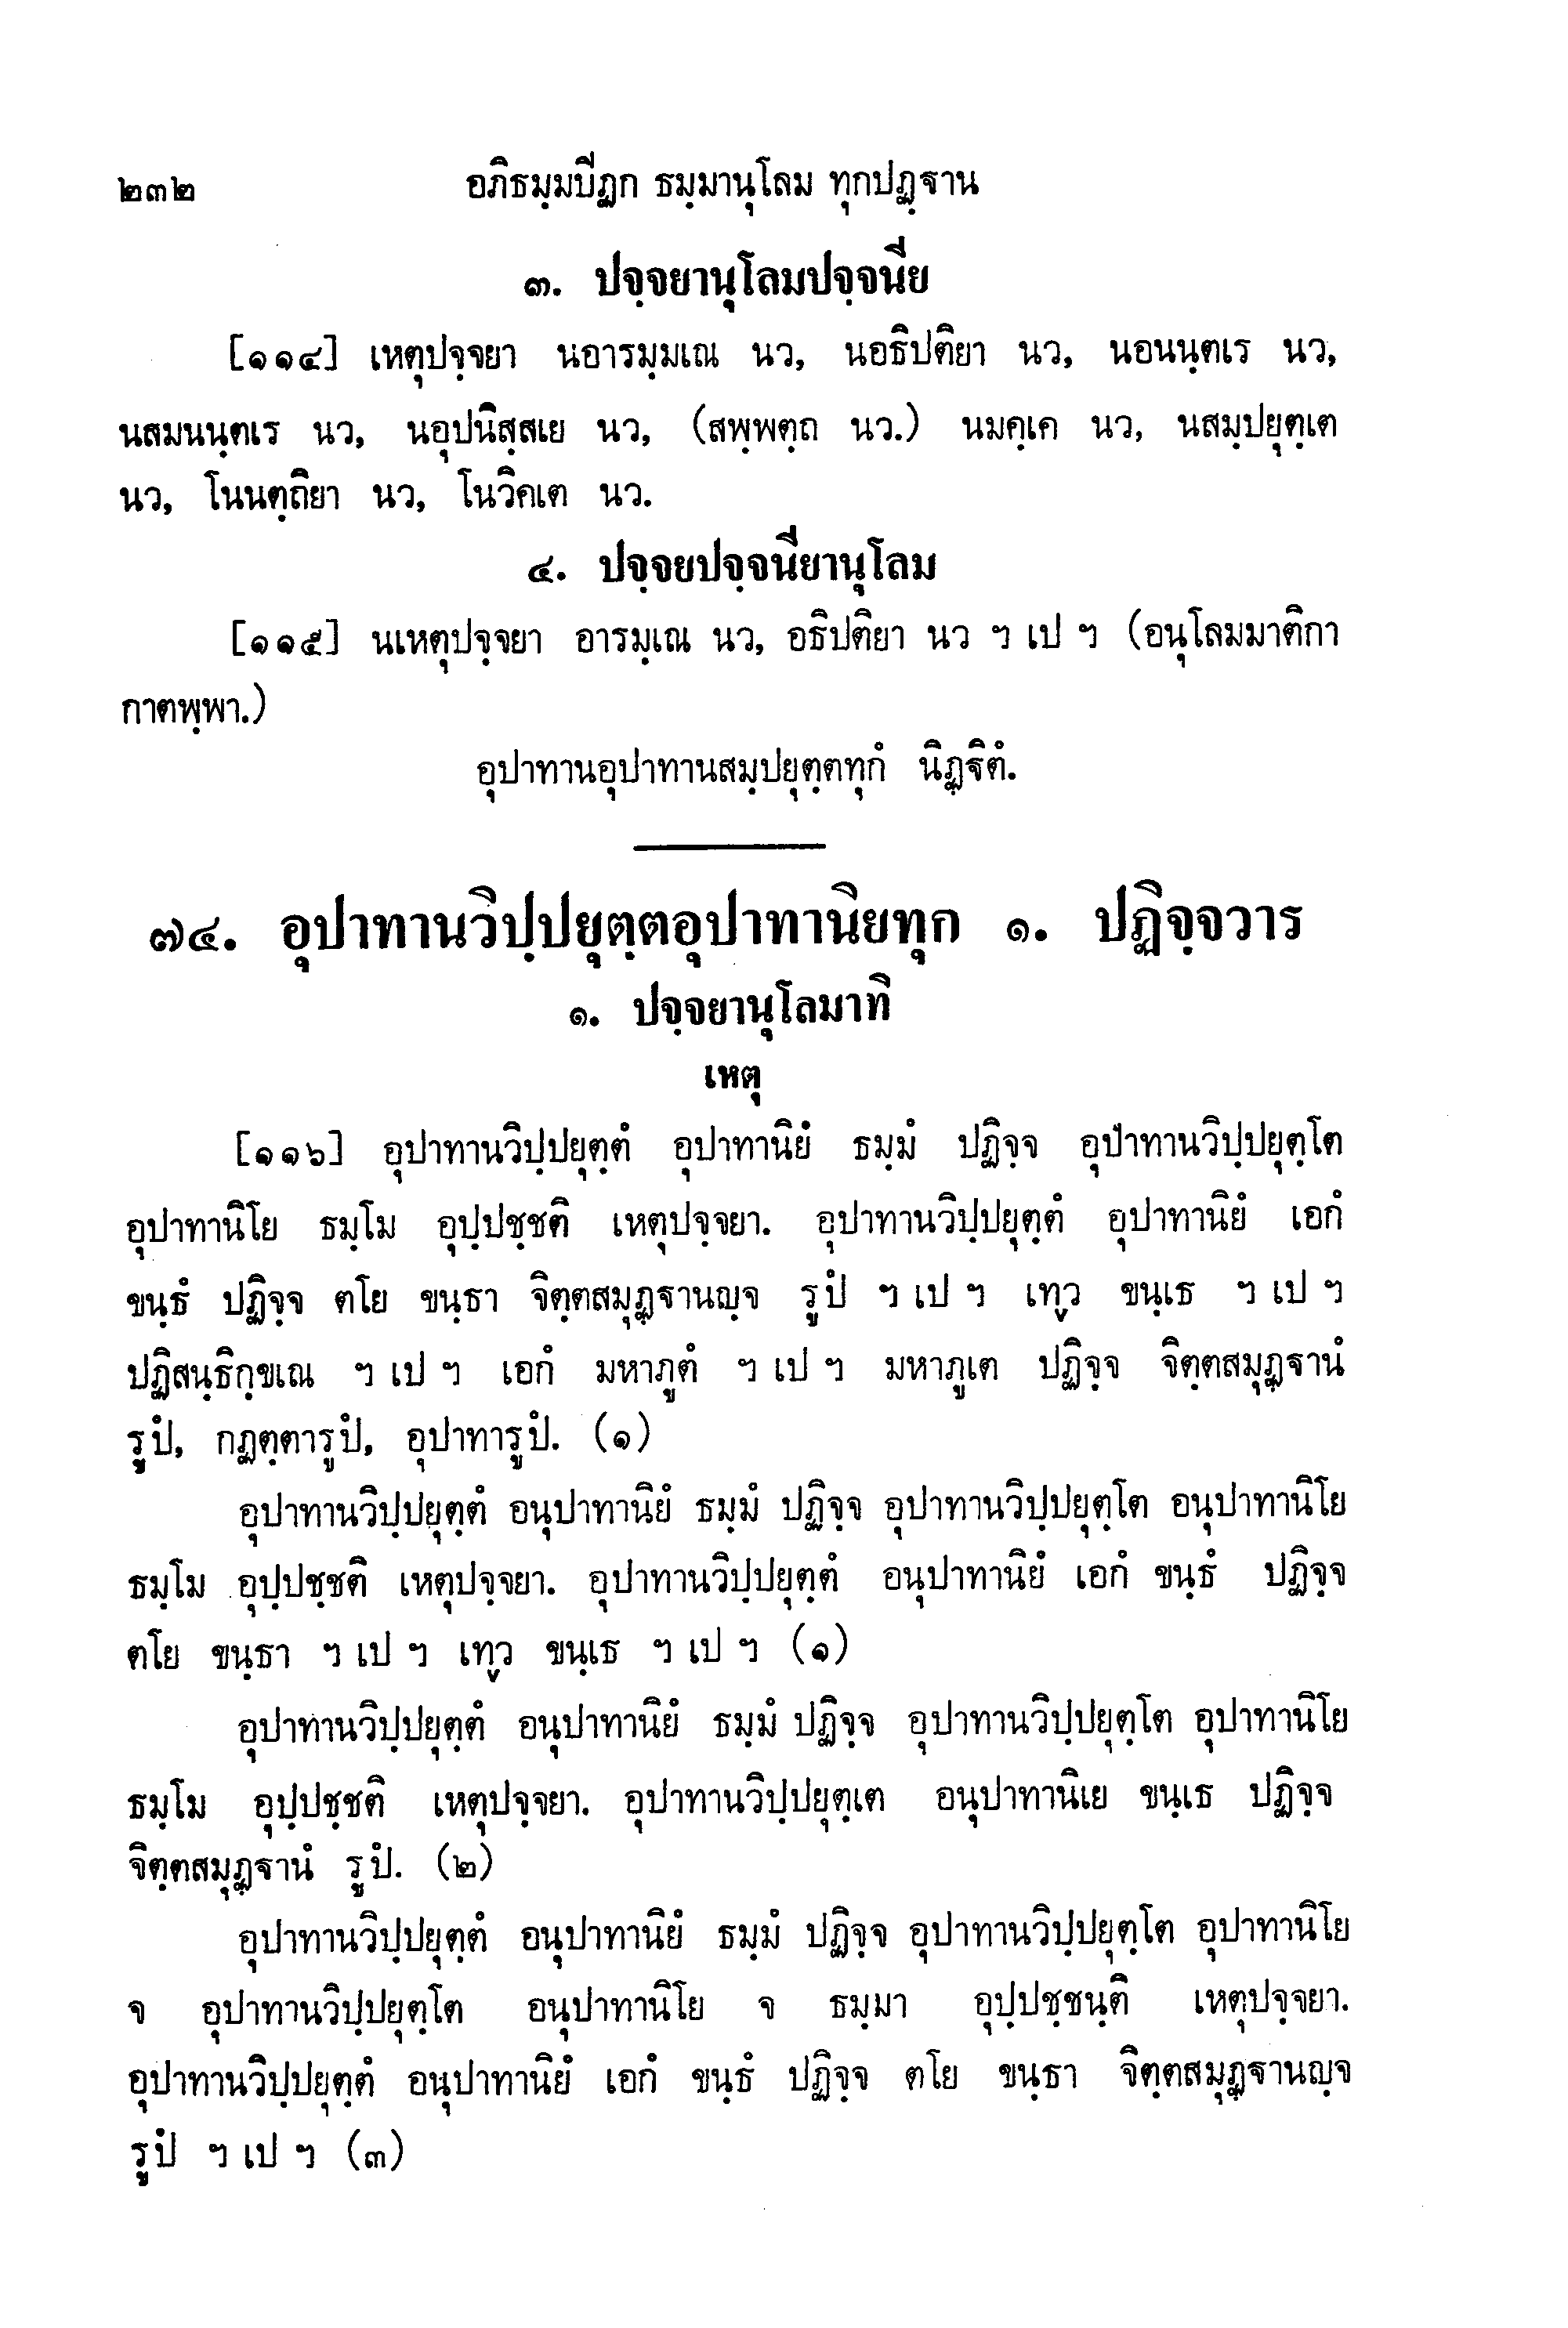 ๒๓๒ อภิธมฺมปิฏก ธมฺมานุโลม ทุกปฏฺฐาน
๓. ปจฺจยานุโลมปจฺจนีย
[๑๑๔] เหตุปจฺจยา นอารมฺมเณ นว, นอธิปติยา นว, นอนนฺตเร นว,
นสมนนฺตเร นว, นอุปนิสฺสเย นว, (สพฺพตฺถ นว.) นมคฺเค นว, นสมฺปยุตฺเต
นว, โนนตฺถิยา นว, โนวิคเต นว.
๔. ปจฺจยปจฺจนียานุโลม
[๑๑๕] นเหตุปจฺจยา อารมฺเณ นว, อธิปติยา นว ฯ เป ฯ (อนุโลมมาติกา
กาตพฺพา.)
อุปาทานอุปาทานสมฺปยุตฺตทุกํ นิฏฺฐิตํ.
๗๔. อุปาทานวิปฺปยุตฺตอุปาทานิยทุก ๑. ปฏิจฺจวาร
๑. ปจฺจยานุโลมาทิ
เหตุ
[๑๑๖] อุปาทานวิปฺปยุตฺตํ อุปาทานิยํ ธมฺมํ ปฏิจฺจ อุปาทานวิปฺปยุตฺโต
อุปาทานิโย ธมฺโม อุปฺปชฺชติ เหตุปจฺจยา. อุปาทานวิปฺปยุตฺตํ อุปาทานิยํ เอกํ
ขนฺธํ ปฏิจฺจ ตโย ขนฺธา จิตฺตสมุฏฺฐานญฺจ รูปํ ฯ เป ฯ เทฺว ขนฺเธ ฯ เป ฯ
ปฏิสนฺธิกฺขเณ ฯ เป ฯ เอกํ มหาภูตํ ฯ เป ฯ มหาภูเต ปฏิจฺจ จิตฺตสมุฏฺฐานํ
รูปํ, กฏตฺตารูปํ, อุปาทารูปํ. (๑)
อุปาทานวิปฺปยุตฺตํ อนุปาทานิยํ ธมฺมํ ปฏิจฺจ อุปาทานวิปฺปยุตฺโต อนุปาทานิโย
ธมฺโม อุปฺปชฺชติ เหตุปจฺจยา. อุปาทานวิปฺปยุตฺตํ อนุปาทานิยํ เอกํ ขนฺธํ ปฏิจฺจ
ตโย ขนฺธา ฯ เป ฯ เทฺว ขนฺเธ ฯ เป ฯ (๑)
อุปาทานวิปฺปยุตฺตํ อนุปาทานิยํ ธมฺมํ ปฏิจฺจ อุปาทานวิปฺปยุตฺโต อุปาทานิโย
ธมฺโม อุปฺปชฺชติ เหตุปจฺจยา. อุปาทานวิปฺปยุตฺเต อนุปาทานิเย ขนฺเธ ปฏิจฺจ
จิตฺตสมุฏฺฐานํ รูปํ. (๒)
อุปาทานวิปฺปยุตฺตํ อนุปาทานิยํ ธมฺมํ ปฏิจฺจ อุปาทานวิปฺปยุตฺโต อุปาทานิโย
จ อุปาทานวิปฺปยุตฺโต อนุปาทานิโย จ ธมฺมา อุปฺปชฺชนฺติ เหตุปจฺจยา.
อุปาทานวิปฺปยุตฺตํ อนุปาทานิยํ เอกํ ขนฺธํ ปฏิจฺจ ตโย ขนฺธา จิตฺตสมุฏฺฐานญฺจ
รูปํ ฯ เป ฯ (๓)